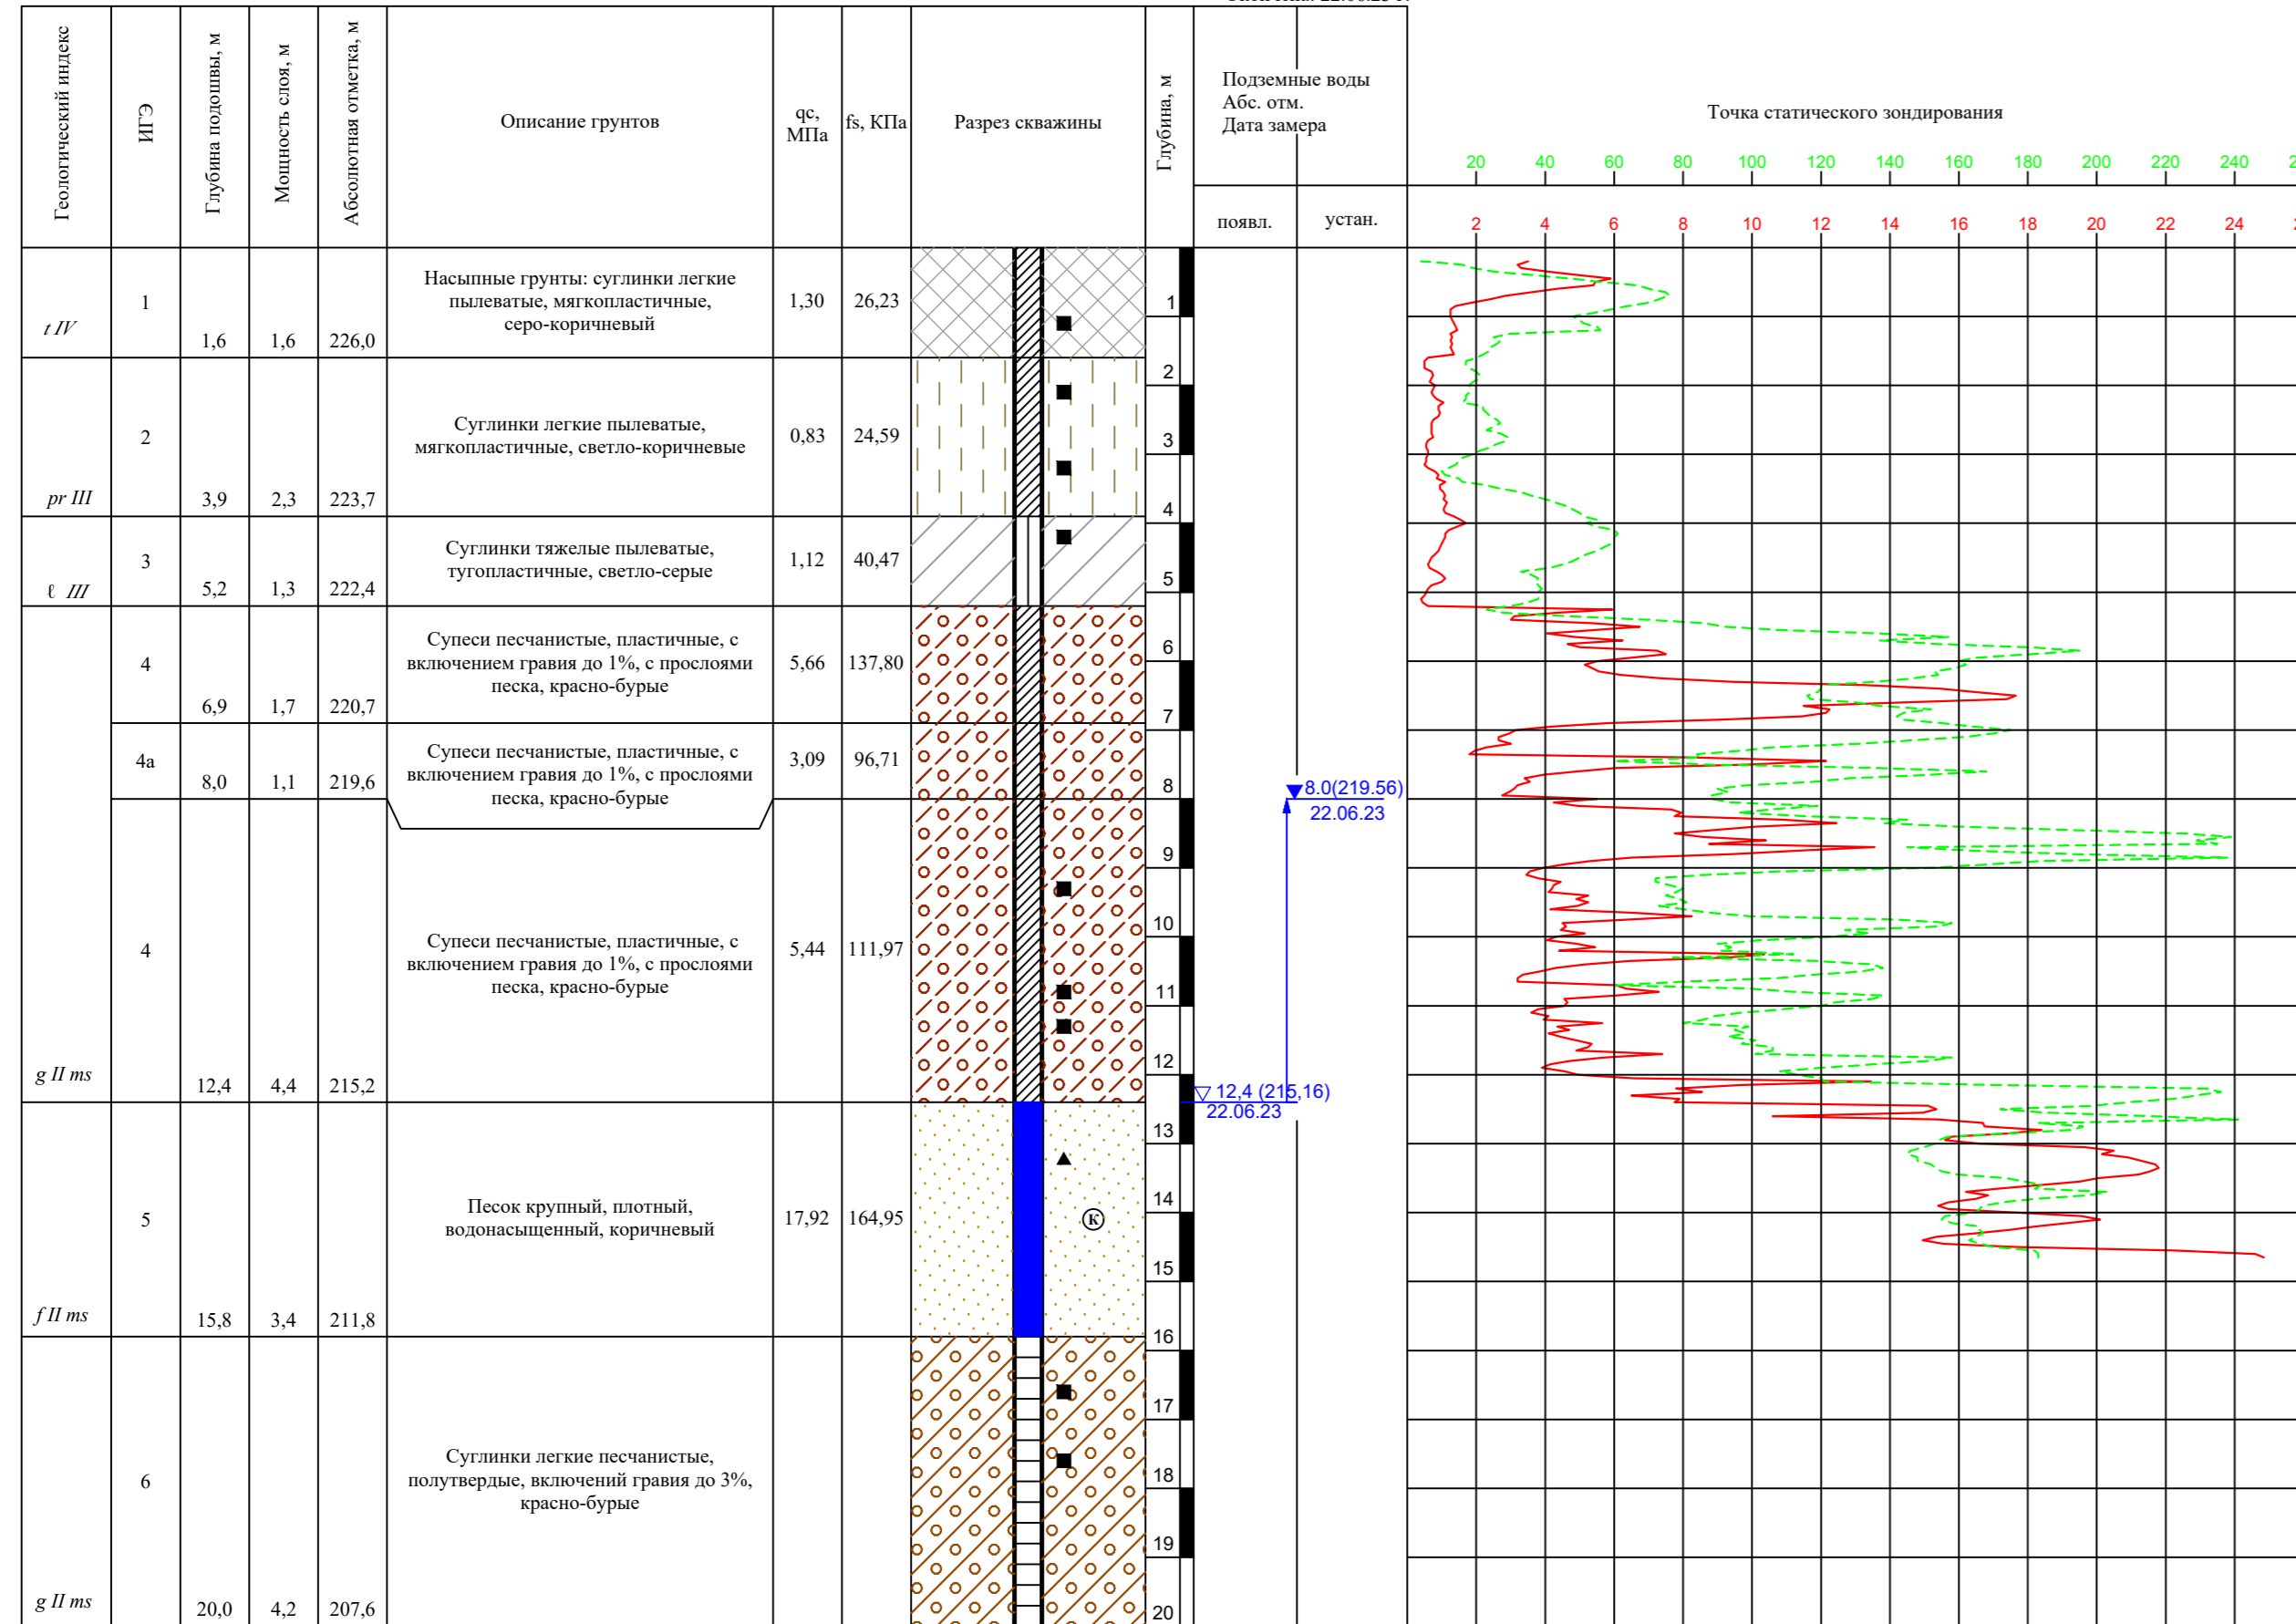 Геологический индекс
ИГЭ
Глубина подошвы, м
Мощность слоя, м
Абсолютная отметка, м
Описание грунтов
qc,
МПа
fs, КПа
Разрез скважины
Глубина, м
Подземные воды
Абс. отм.
Дата замера
появл.
устан.
Точка статического зондирования
20 40 60 80 100 120 140 160 180 200 220 240
2 4 6 8 10 12 14 16 18 20 22 24
t IV
1
1,6
1,6
226,0
Насыпные грунты: суглинки легкие
пылеватые, мягкопластичные,
серо-коричневый
1,30
26,23
pr III
2
3,9
2,3
223,7
Суглинки легкие пылеватые,
мягкопластичные, светло-коричневые
0,83
24,59
ℓ III
3
5,2
1,3
222,4
Суглинки тяжелые пылеватые,
тугопластичные, светло-серые
1,12
40,47
4
6,9
1,7
220,7
Супеси песчанистые, пластичные, с
включением гравия до 1%, с прослоями
песка, красно-бурые
5,66
137,80
4а
8,0
1,1
219,6
Супеси песчанистые, пластичные, с
включением гравия до 1%, с прослоями
песка, красно-бурые
3,09
96,71
g II ms
4
12,4
4,4
215,2
Супеси песчанистые, пластичные, с
включением гравия до 1%, с прослоями
песка, красно-бурые
5,44
111,97
f II ms
5
15,8
3,4
211,8
Песок крупный, плотный,
водонасыщенный, коричневый
17,92
164,95
К
g II ms
6
20,0
4,2
207,6
Суглинки легкие песчанистые,
полутвердые, включений гравия до 3%,
красно-бурые
1
2
3
4
5
6
7
8
9
10
11
12
13
14
15
16
17
18
19
20
8.0(219.56)
22.06.23
12,4 (215,16)
22.06.23